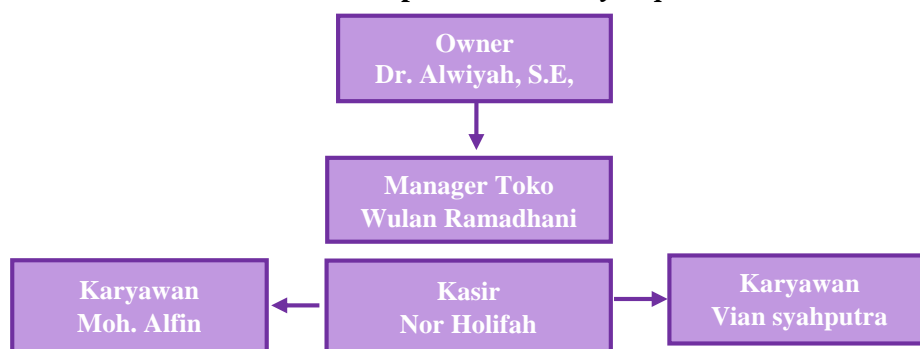 Owner
Dr. Alwiyah, S.E,
Manager Toko
Wulan Ramadhani
Karyawan
Moh. Alfin
Kasir
Nor Holifah
Karyawan
Vian syahputra